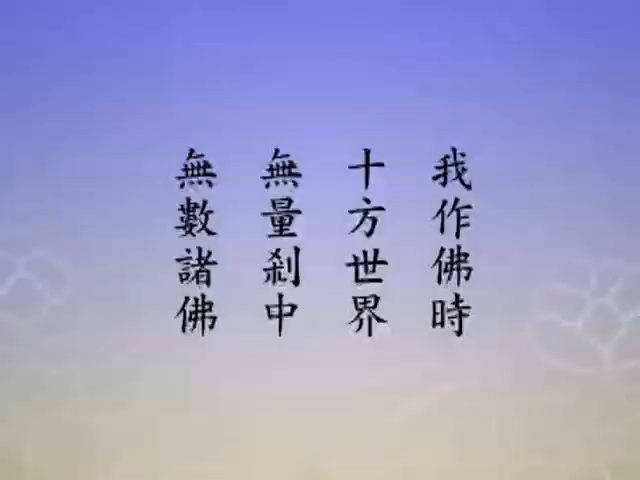 我作佛時
十方世界
無量剎中
無數諸佛